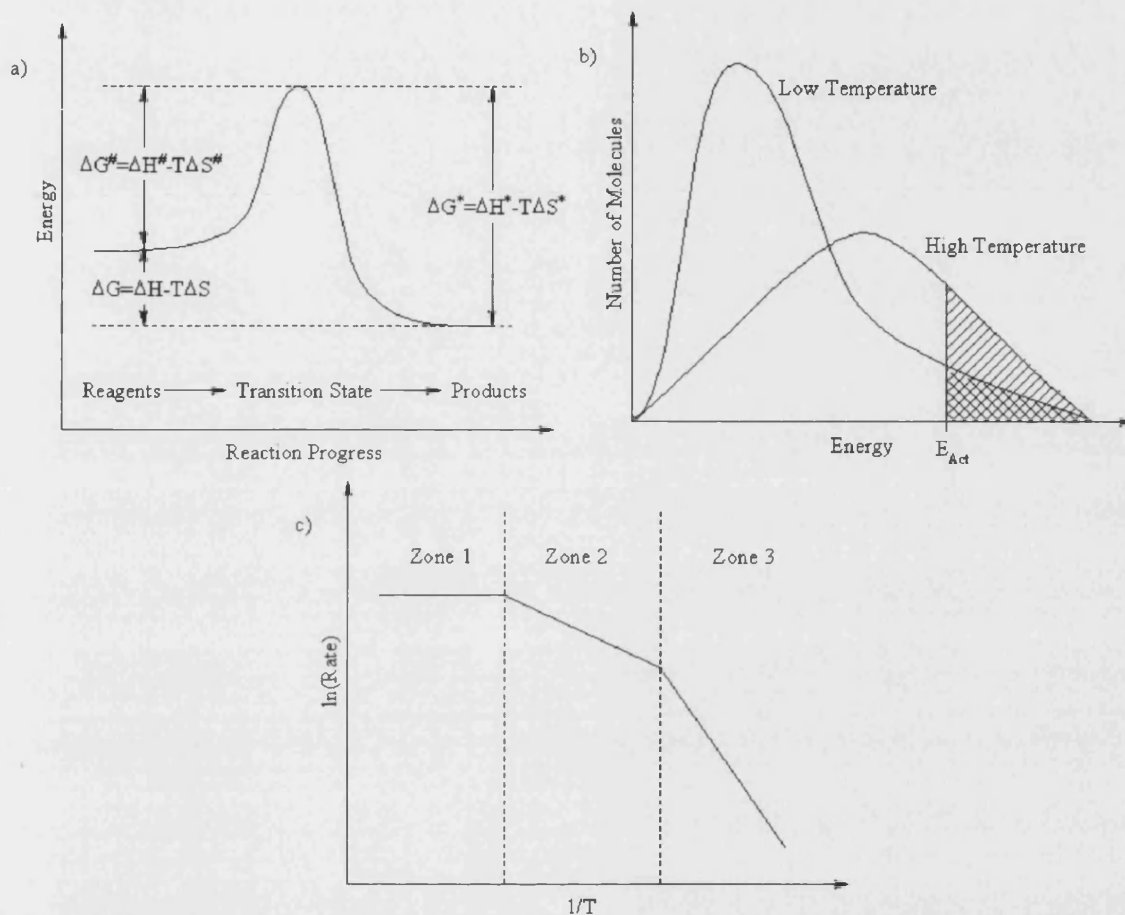 a)
Energy
ΔG#=ΔH#-TΔS#
ΔG*=ΔH*-TΔS*
ΔG=ΔH-TΔS
Reagents
Transition State
Products
Reaction Progress
b)
Number of Molecules
Low Temperature
High Temperature
Energy
E_Act
c)
ln(Rate)
Zone 1
Zone 2
Zone 3
1/T